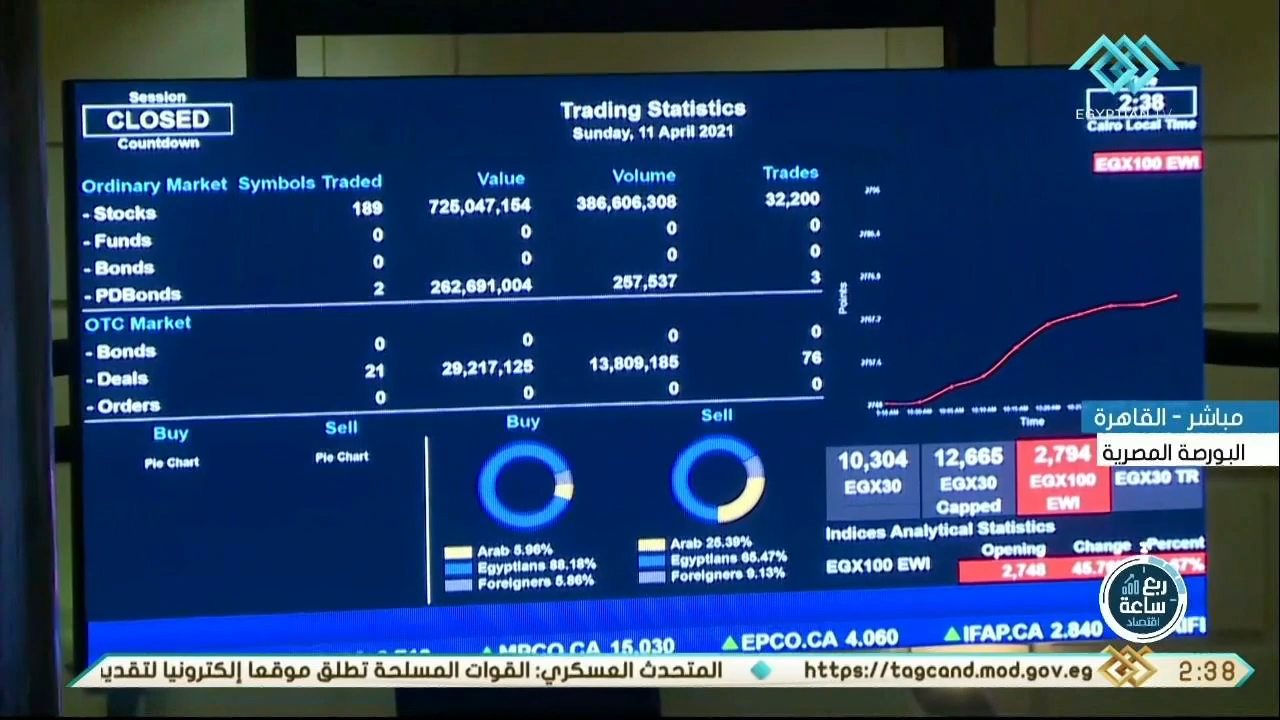 Session
CLOSED
Countdown
Trading Statistics
Sunday, 11 April 2021
2:38
EGYPTIAN TV
Cairo Local Time
EGX100 EWI
Ordinary Market Symbols Traded Value Volume Trades
- Stocks 189 725,047,154 386,606,308 32,200
- Funds 0 0 0 0
- Bonds 0 0 0 0
- PDBonds 2 262,691,004 257,537 3
OTC Market
- Bonds 0 0 0 0
- Deals 21 29,217,125 13,809,185 76
- Orders 0 0 0 0
Points
Time
Buy Sell
Pie Chart Pie Chart
Buy Sell
Arab 5.96%
Egyptians 88.18%
Foreigners 5.86%
Arab 25.39%
Egyptians 65.47%
Foreigners 9.13%
مباشر - القاهرة
البورصة المصرية
10,304 EGX30
12,665 EGX30 Capped
2,794 EGX100 EWI
EGX30 TR
Indices Analytical Statistics
Opening Change Percent
EGX100 EWI 2,748
ربع ساعة اقتصاد
MPCO.CA 15.030 EPCO.CA 4.060 IFAP.CA 2.840
المتحدث العسكري: القوات المسلحة تطلق موقعا إلكترونيا لتقدي
https://tagcand.mod.gov.eg
2:38